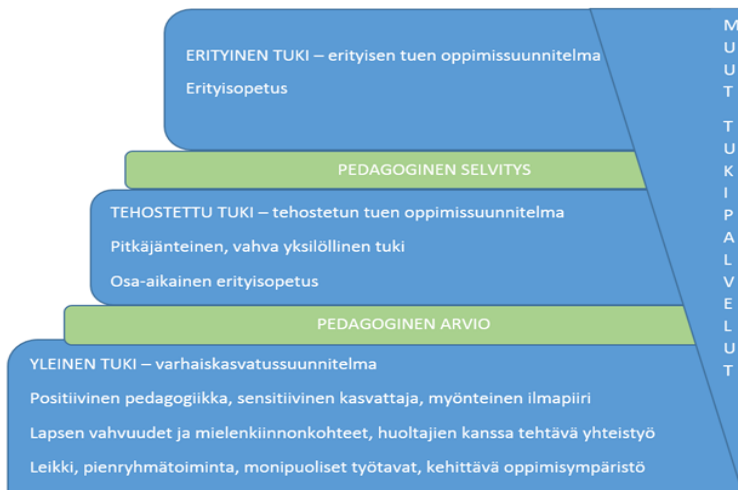 ERITYINEN TUKI – erityisen tuen oppimissuunnitelma
Erityisopetus
PEDAGOGINEN SELVITYS
TEHOSTETTU TUKI – tehostetun tuen oppimissuunnitelma
Pitkäjänteinen, vahva yksilöllinen tuki
Osa-aikainen erityisopetus
PEDAGOGINEN ARVIO
YLEINEN TUKI – varhaiskasvatussuunnitelma
Positiivinen pedagogiikka, sensitiivinen kasvattaja, myönteinen ilmapiiri
Lapsen vahvuudet ja mielenkiinnonkohteet, huoltajien kanssa tehtävä yhteistyö
Leikki, pienryhmätoiminta, monipuoliset työtavat, kehittävä oppimisympäristö
MUUT TUKIPALVELUT